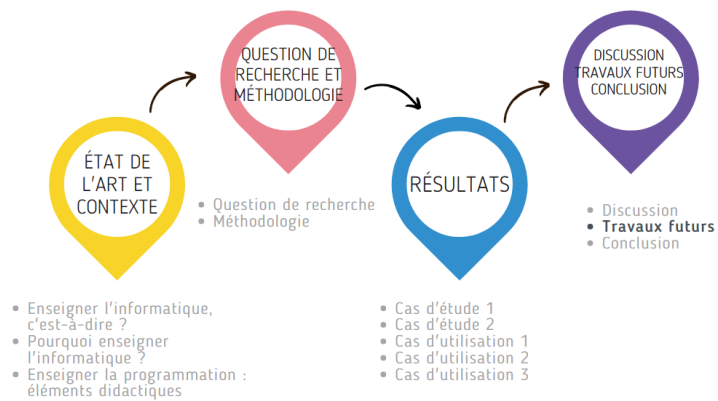 ÉTAT DE
L'ART ET
CONTEXTE
• Enseigner l'informatique,
c'est-à-dire ?
• Pourquoi enseigner
l'informatique ?
• Enseigner la programmation :
éléments didactiques
QUESTION DE
RECHERCHE ET
MÉTHODOLOGIE
• Question de recherche
• Méthodologie
RÉSULTATS
• Cas d'étude 1
• Cas d'étude 2
• Cas d'utilisation 1
• Cas d'utilisation 2
• Cas d'utilisation 3
DISCUSSION
TRAVAUX FUTURS
CONCLUSION
• Discussion
• Travaux futurs
• Conclusion